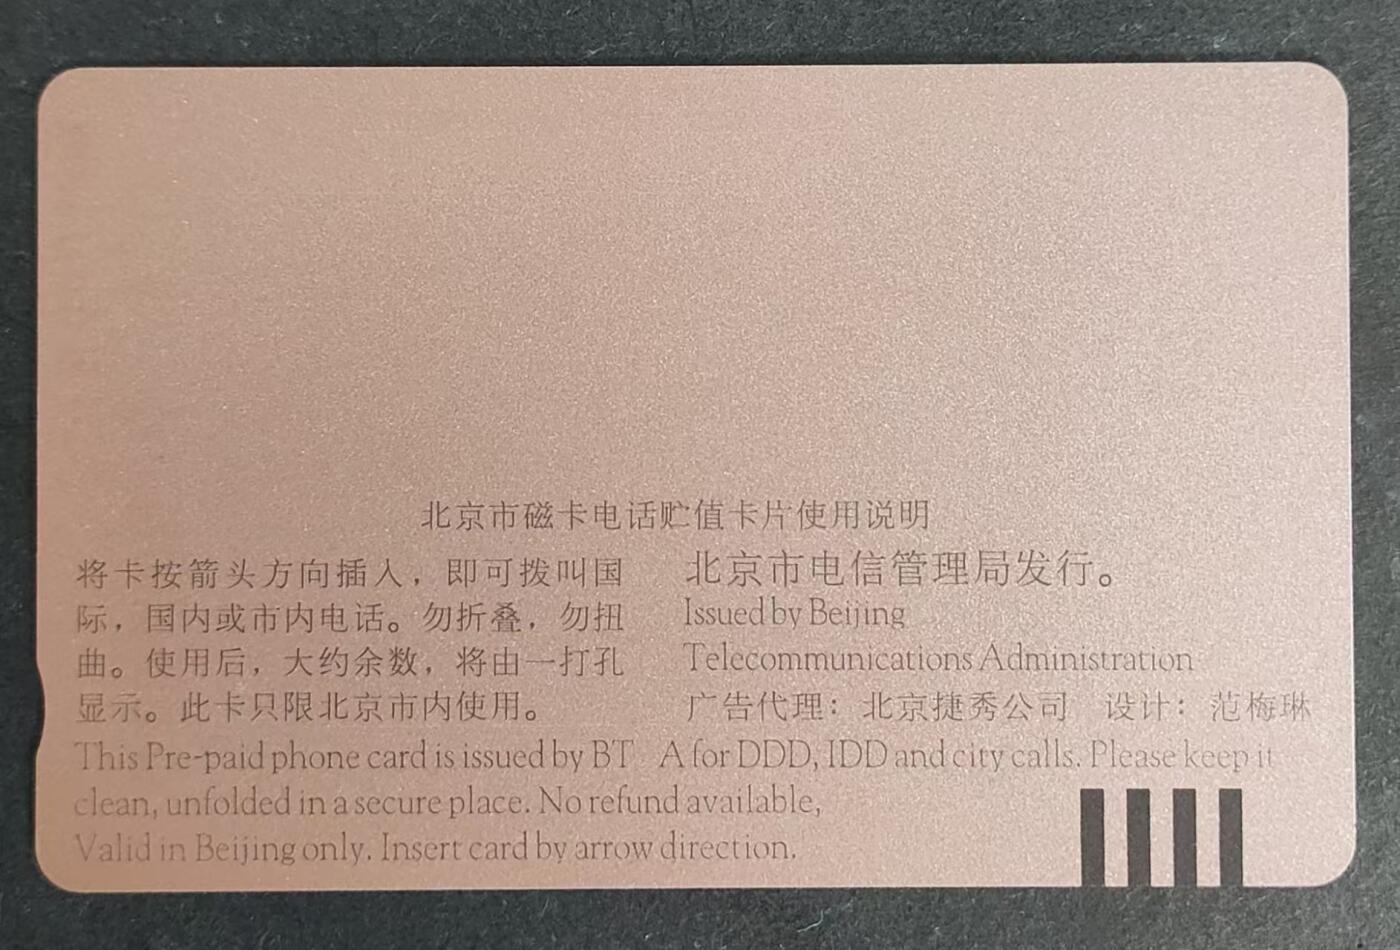 北京市磁卡电话贮值卡片使用说明
将卡按箭头方向插入，即可拨叫国
际，国内或市内电话。勿折叠，勿扭
曲。使用后，大约余数，将由一打孔
显示。此卡只限北京市内使用。
北京市电信管理局发行。
Issued by Beijing
Telecommunications Administration
广告代理：北京捷秀公司 设计：范梅琳
This Pre-paid phone card is issued by BT A for DDD, IDD and city calls. Please keep it
clean, unfolded in a secure place. No refund available,
Valid in Beijing only. Insert card by arrow direction.